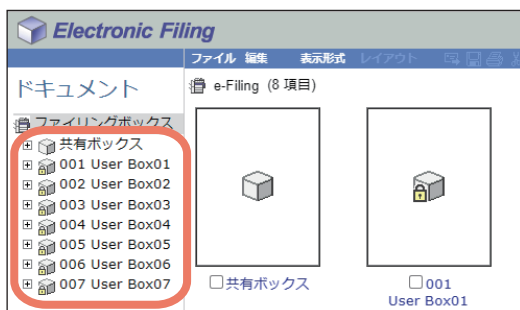 Electronic Filing
ファイル 編集 表示形式 レイアウト
ドキュメント
e-Filing (8 項目)
ファイリングボックス
共有ボックス
001 User Box01
002 User Box02
003 User Box03
004 User Box04
005 User Box05
006 User Box06
007 User Box07
共有ボックス
001
User Box01